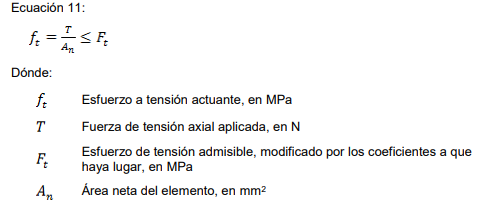 Ecuación 11:
f_t = T / A_n ≤ F_t
Dónde:
f_t Esfuerzo a tensión actuante, en MPa
T Fuerza de tensión axial aplicada, en N
F_t Esfuerzo de tensión admisible, modificado por los coeficientes a que
haya lugar, en MPa
A_n Área neta del elemento, en mm²